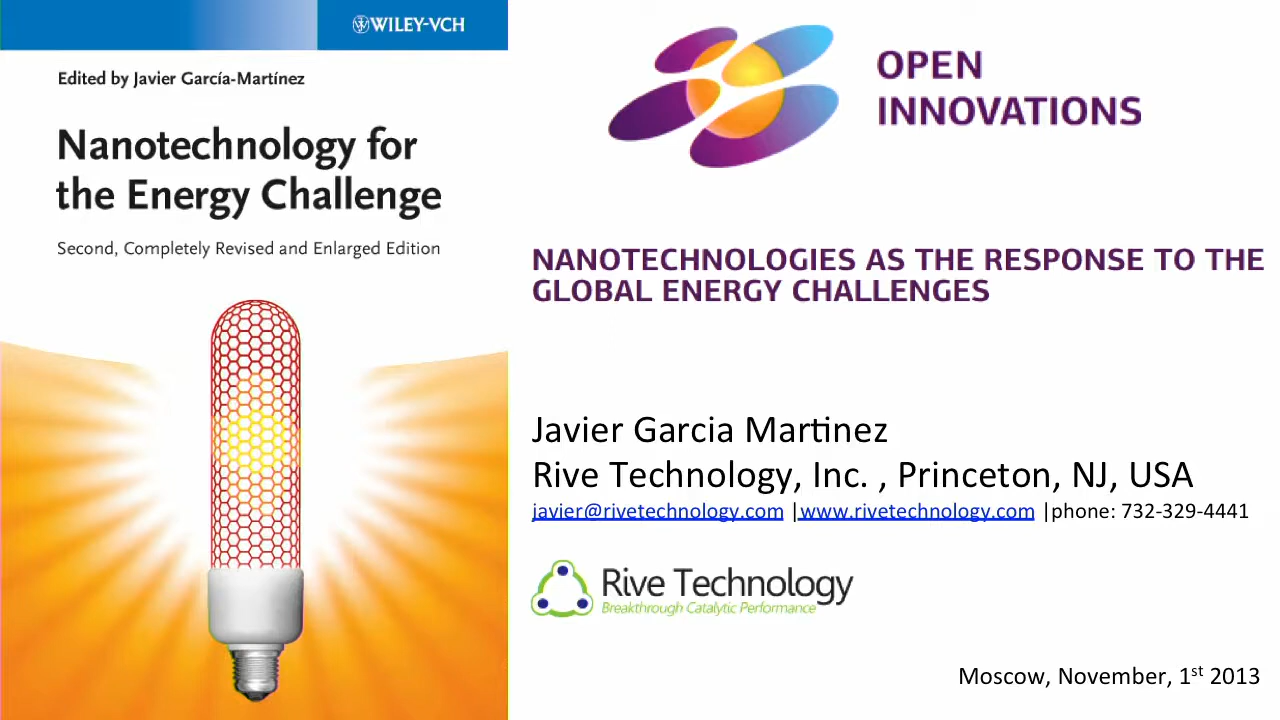 WILEY-VCH
Edited by Javier García-Martínez
Nanotechnology for
the Energy Challenge
Second, Completely Revised and Enlarged Edition
OPEN
INNOVATIONS
NANOTECHNOLOGIES AS THE RESPONSE TO THE
GLOBAL ENERGY CHALLENGES
Javier Garcia Martinez
Rive Technology, Inc. , Princeton, NJ, USA
javier@rivetechnology.com |www.rivetechnology.com |phone: 732-329-4441
Rive Technology
Breakthrough Catalytic Performance
Moscow, November, 1st 2013